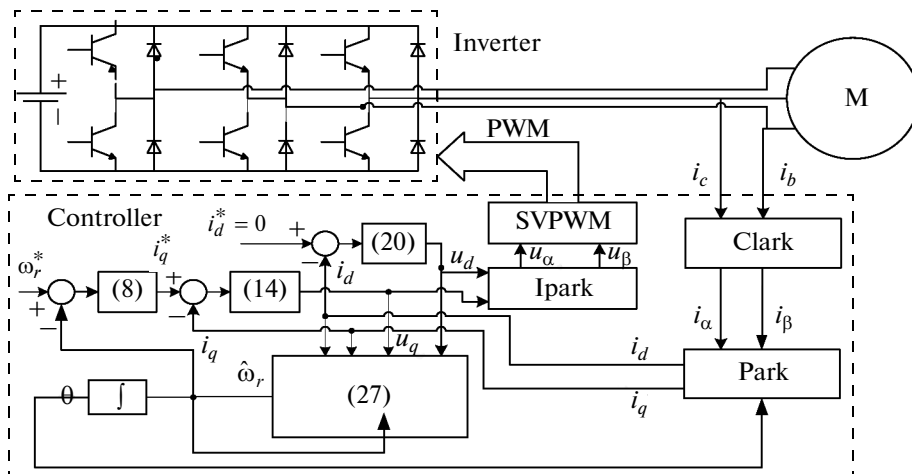 Inverter
+
−
M
PWM
i_c
i_b
Controller
i_d^* = 0
+
−
(20)
SVPWM
Clark
i_q^*
i_d
u_d
u_α
u_β
ω_r^*
(8)
+
(14)
Ipark
+
−
−
i_α
i_β
i_q
u_q
i_d
Park
ω̂_r
θ
∫
(27)
i_q